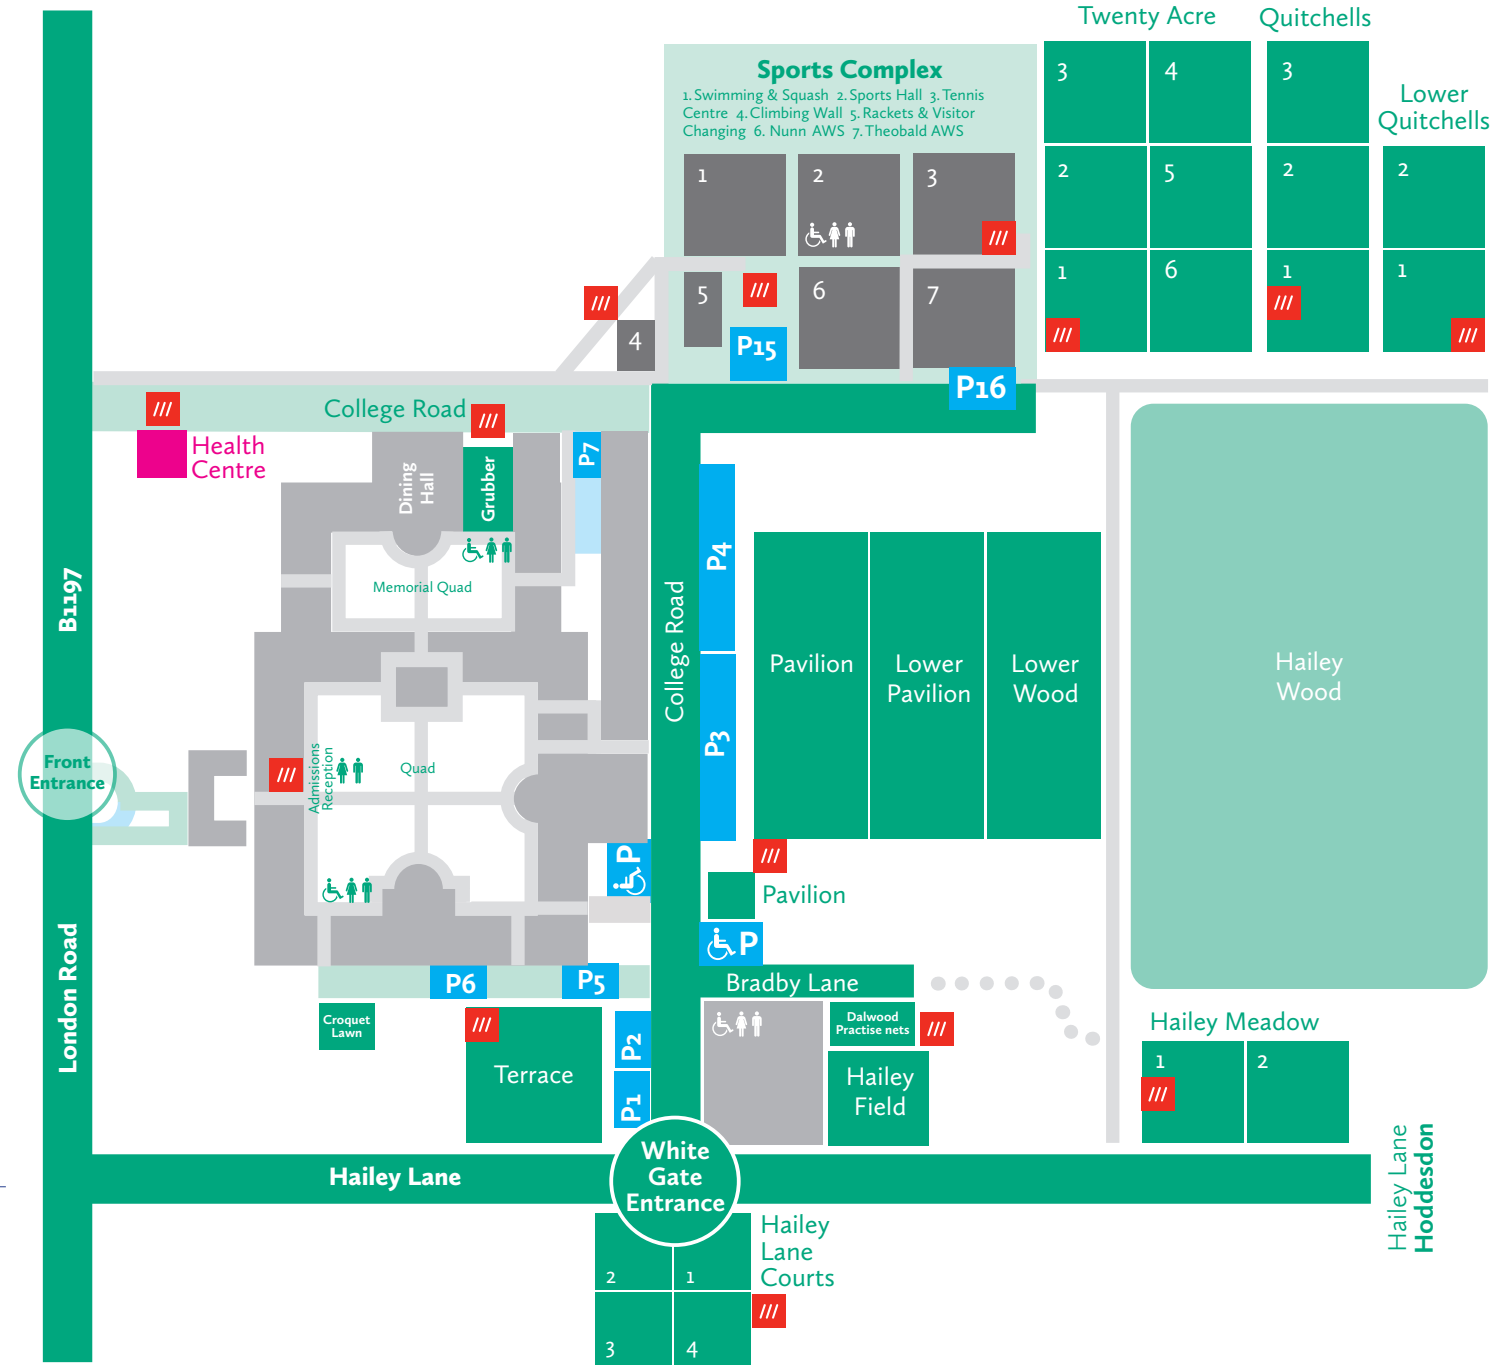 Twenty Acre
Quitchells
Lower
Quitchells
Sports Complex
1. Swimming & Squash 2. Sports Hall 3. Tennis
Centre 4. Climbing Wall 5. Rackets & Visitor
Changing 6. Nunn AWS 7. Theobald AWS
3
4
3
2
5
2
2
1
6
1
1
1
2
3
5
6
7
4
///
///
///
///
///
///
P15
P16
///
College Road
///
Health
Centre
Dining
Hall
Grubber
P7
Memorial Quad
B1197
College Road
P4
P3
Pavilion
Lower
Pavilion
Lower
Wood
Hailey
Wood
Front
Entrance
///
Admissions
Reception
Quad
P
///
Pavilion
P
London Road
P6
P5
Bradby Lane
Croquet
Lawn
///
Terrace
P2
P1
Dalwood
Practise nets
///
Hailey
Field
Hailey Meadow
1
2
///
Hailey Lane
White
Gate
Entrance
Hailey Lane
Hoddesdon
Hailey
Lane
Courts
2
1
3
4
///